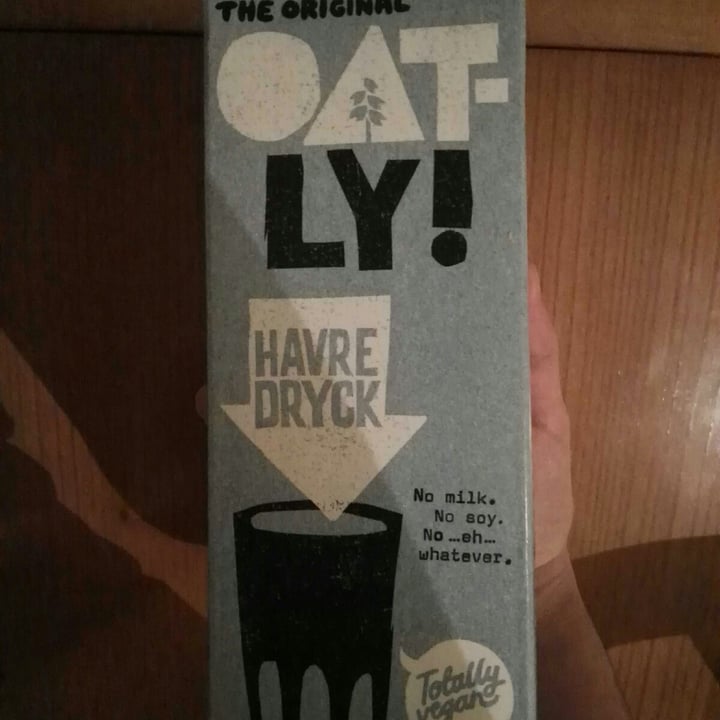 THE ORIGINAL
OAT-
LY!
HAVRE
DRYCK
No milk.
No soy.
No ...eh...
whatever.
Totally
vegan